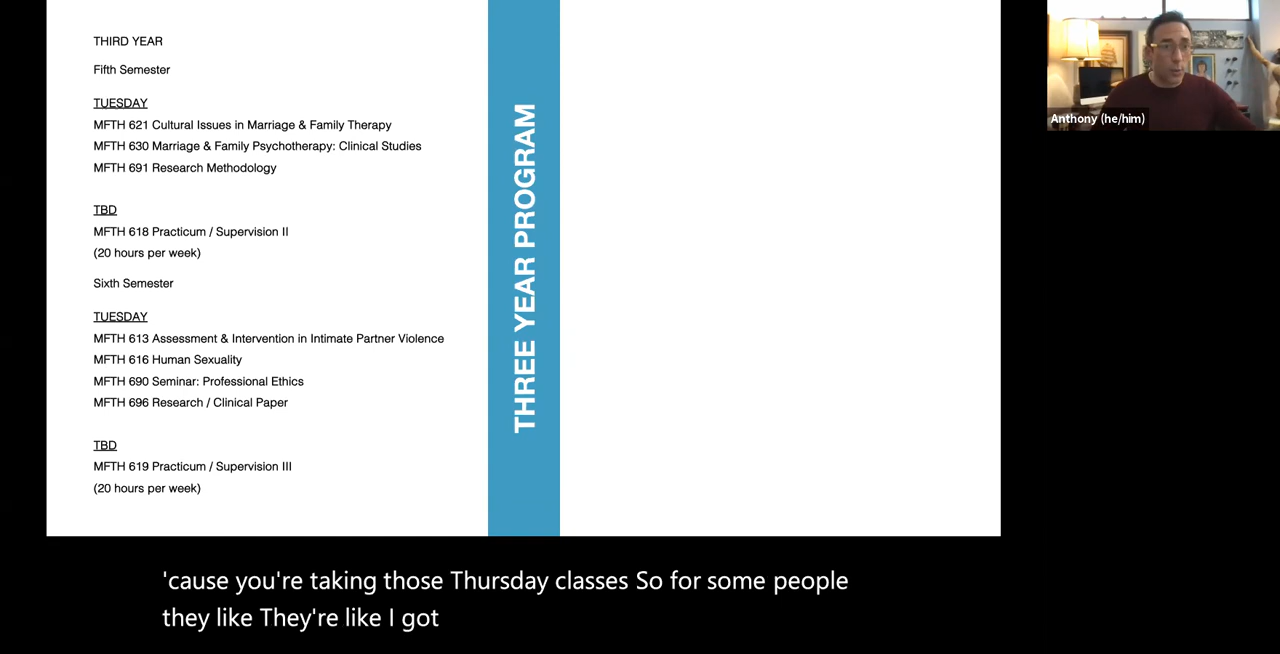 THIRD YEAR
Fifth Semester
TUESDAY
MFTH 621 Cultural Issues in Marriage & Family Therapy
MFTH 630 Marriage & Family Psychotherapy: Clinical Studies
MFTH 691 Research Methodology
TBD
MFTH 618 Practicum / Supervision II
(20 hours per week)
Sixth Semester
TUESDAY
MFTH 613 Assessment & Intervention in Intimate Partner Violence
MFTH 616 Human Sexuality
MFTH 690 Seminar: Professional Ethics
MFTH 696 Research / Clinical Paper
TBD
MFTH 619 Practicum / Supervision III
(20 hours per week)
THREE YEAR PROGRAM
Anthony (he/him)
'cause you're taking those Thursday classes So for some people
they like They're like I got